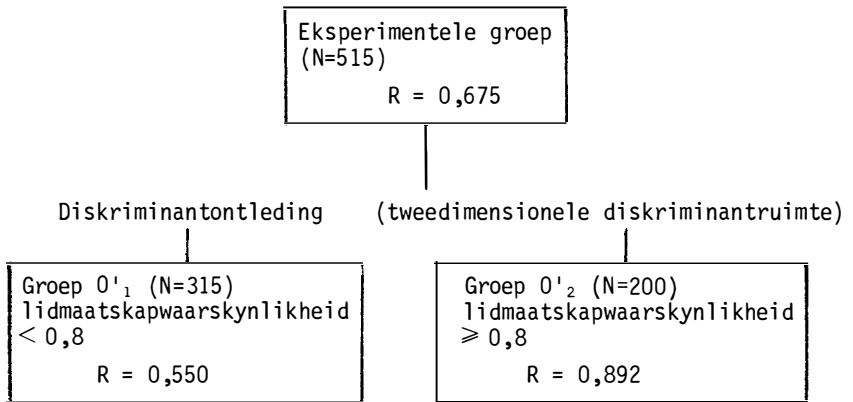 Eksperimentele groep
(N=515)
R = 0,675
Diskriminantontleding (tweedimensionele diskriminantruimte)
Groep O'₁ (N=315)
lidmaatskapwaarskynlikheid
< 0,8
R = 0,550
Groep O'₂ (N=200)
lidmaatskapwaarskynlikheid
⩾ 0,8
R = 0,892